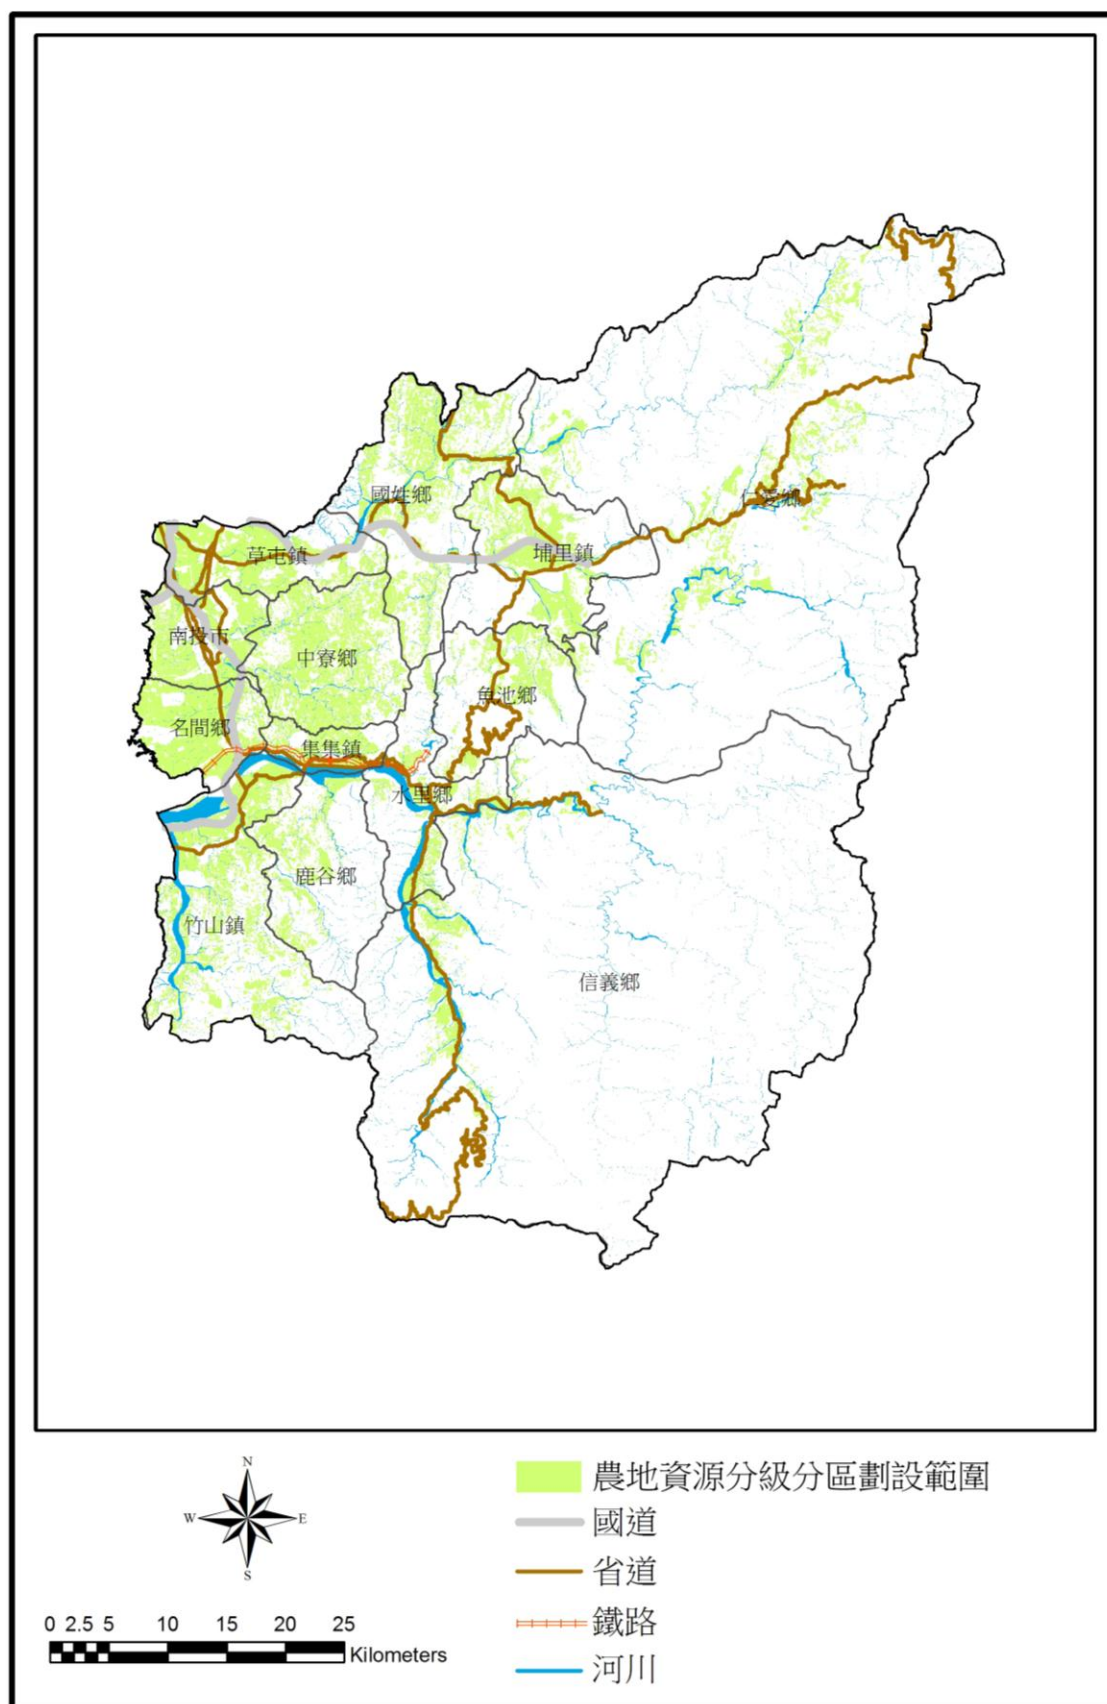 國姓鄉
仁愛鄉
草屯鎮
埔里鎮
南投市
中寮鄉
魚池鄉
名間鄉
集集鎮
水里鄉
鹿谷鄉
竹山鎮
信義鄉
N
W
E
S
0 2.5 5 10 15 20 25
Kilometers
農地資源分級分區劃設範圍
國道
省道
鐵路
河川